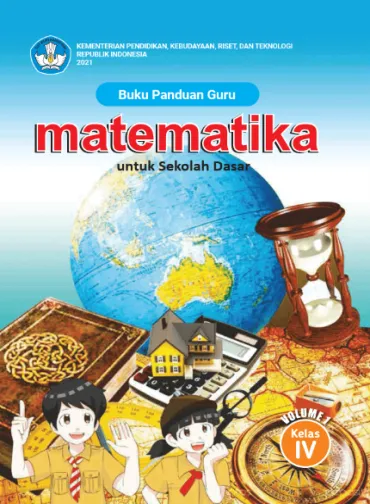 KEMENTERIAN PENDIDIKAN, KEBUDAYAAN, RISET, DAN TEKNOLOGI
REPUBLIK INDONESIA
2021
Buku Panduan Guru
matematika
untuk Sekolah Dasar
VOLUME 1
Kelas
IV